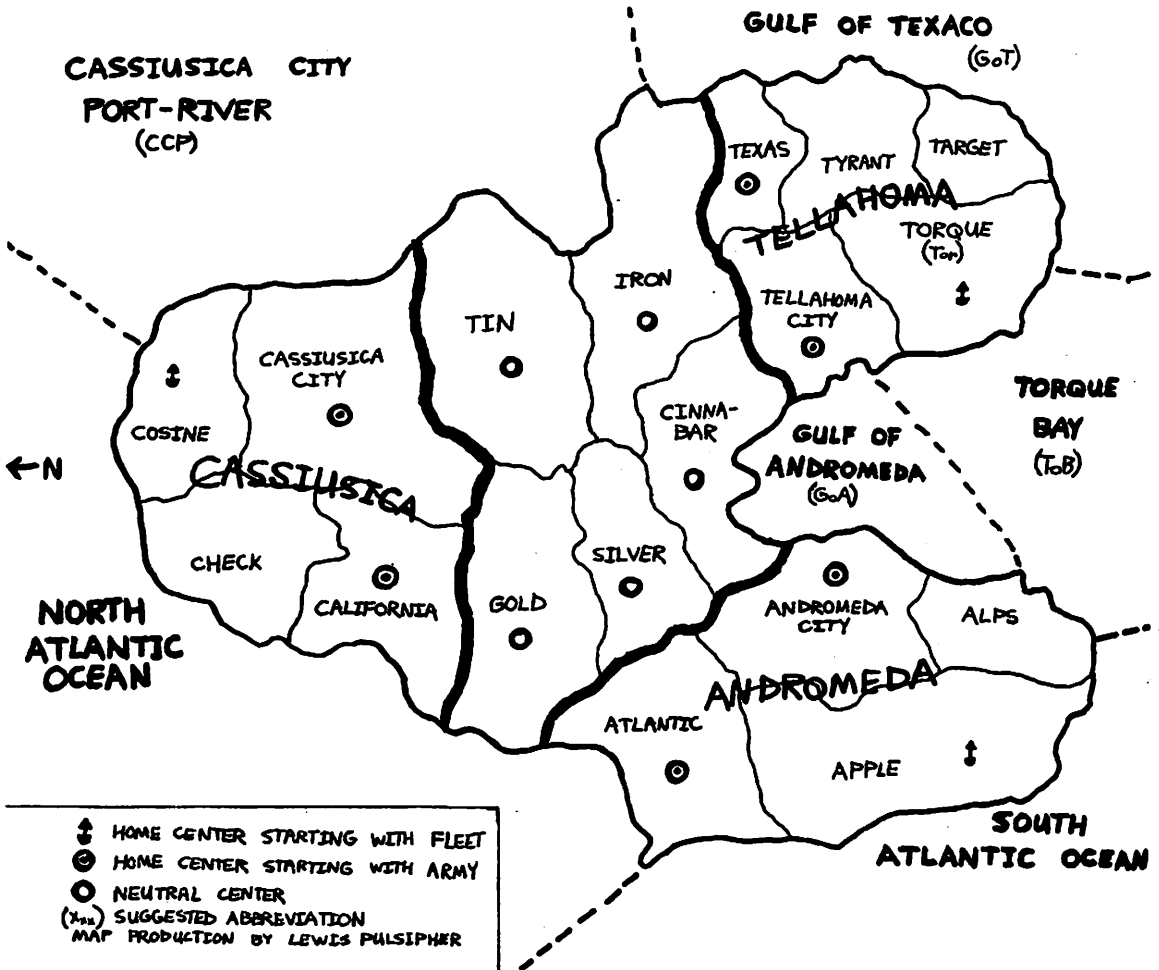 GULF OF TEXACO
(GoT)
CASSIUSICA CITY
PORT-RIVER
(CCP)
TEXAS
TYRANT
TARGET
TELLAHOMA
TORQUE
(Tor)
IRON
TELLAHOMA
CITY
TIN
CASSIUSICA
CITY
COSINE
CINNA-
BAR
GULF OF
ANDROMEDA
(GoA)
TORQUE
BAY
(ToB)
←N
CASSIUSICA
CHECK
CALIFORNIA
GOLD
SILVER
NORTH
ATLANTIC
OCEAN
ANDROMEDA
CITY
ALPS
ANDROMEDA
ATLANTIC
APPLE
SOUTH
ATLANTIC OCEAN
HOME CENTER STARTING WITH FLEET
HOME CENTER STARTING WITH ARMY
NEUTRAL CENTER
(Xxx) SUGGESTED ABBREVIATION
MAP PRODUCTION BY LEWIS PULSIPHER